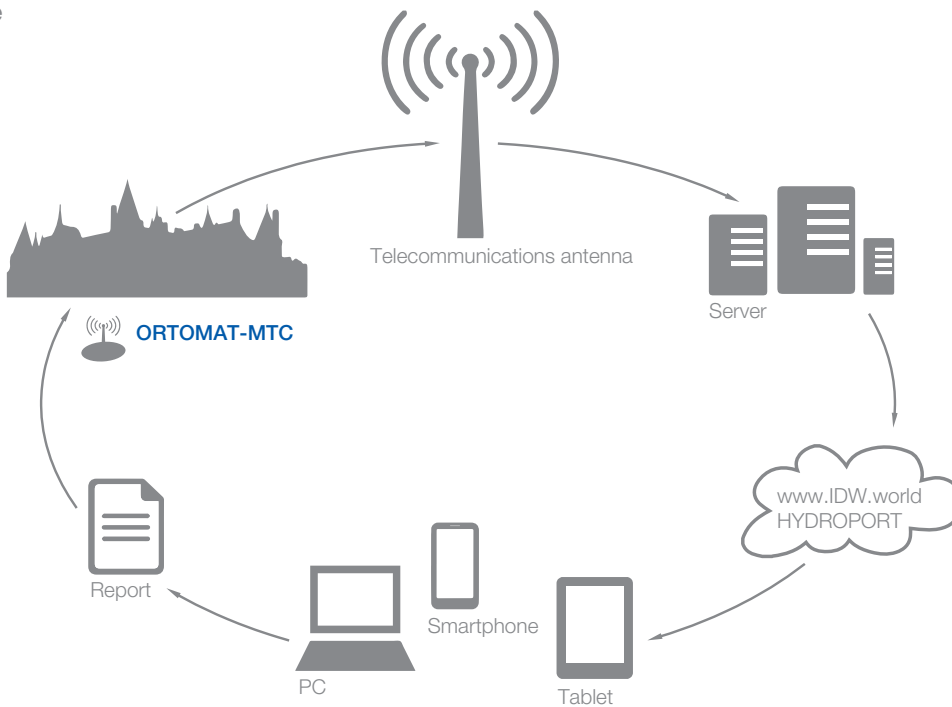 Telecommunications antenna
Server
ORTOMAT-MTC
www.IDW.world
HYDROPORT
Report
Smartphone
PC
Tablet